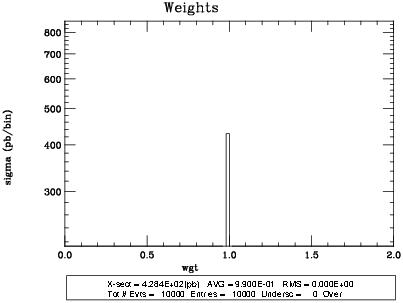 Weights
800
700
600
500
400
300
sigma (pb/bin)
0.0 0.5 1.0 1.5 2.0
wgt
X-sect = 4.284E+02(pb) AVG = 9.900E-01 RMS = 0.000E+00
Tot # Evts = 10000 Entries = 10000 Undersc = 0 Over